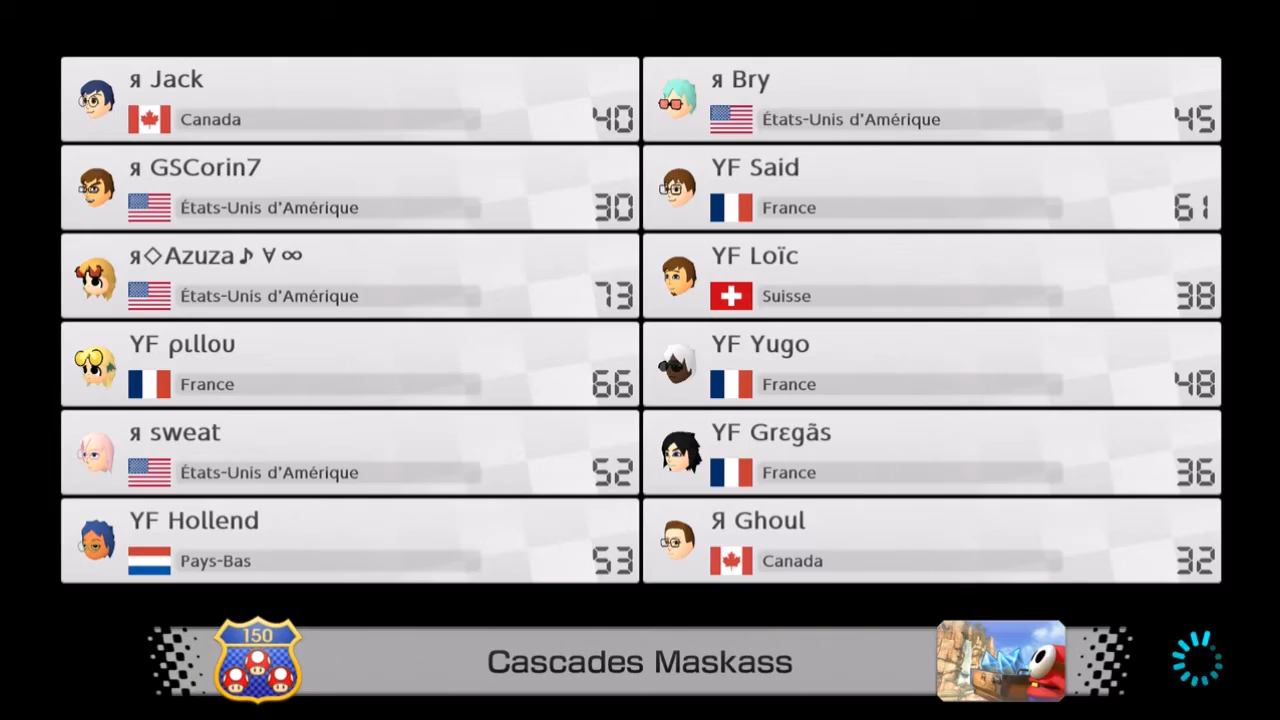 я Jack
Canada
40
я Bry
États-Unis d'Amérique
45
я GSCorin7
États-Unis d'Amérique
30
YF Said
France
61
я◇Azuza♪∀∞
États-Unis d'Amérique
73
YF Loïc
Suisse
38
YF ριllου
France
66
YF Yugo
France
48
я sweat
États-Unis d'Amérique
52
YF Grεgãs
France
36
YF Hollend
Pays-Bas
53
Я Ghoul
Canada
32
150
Cascades Maskass